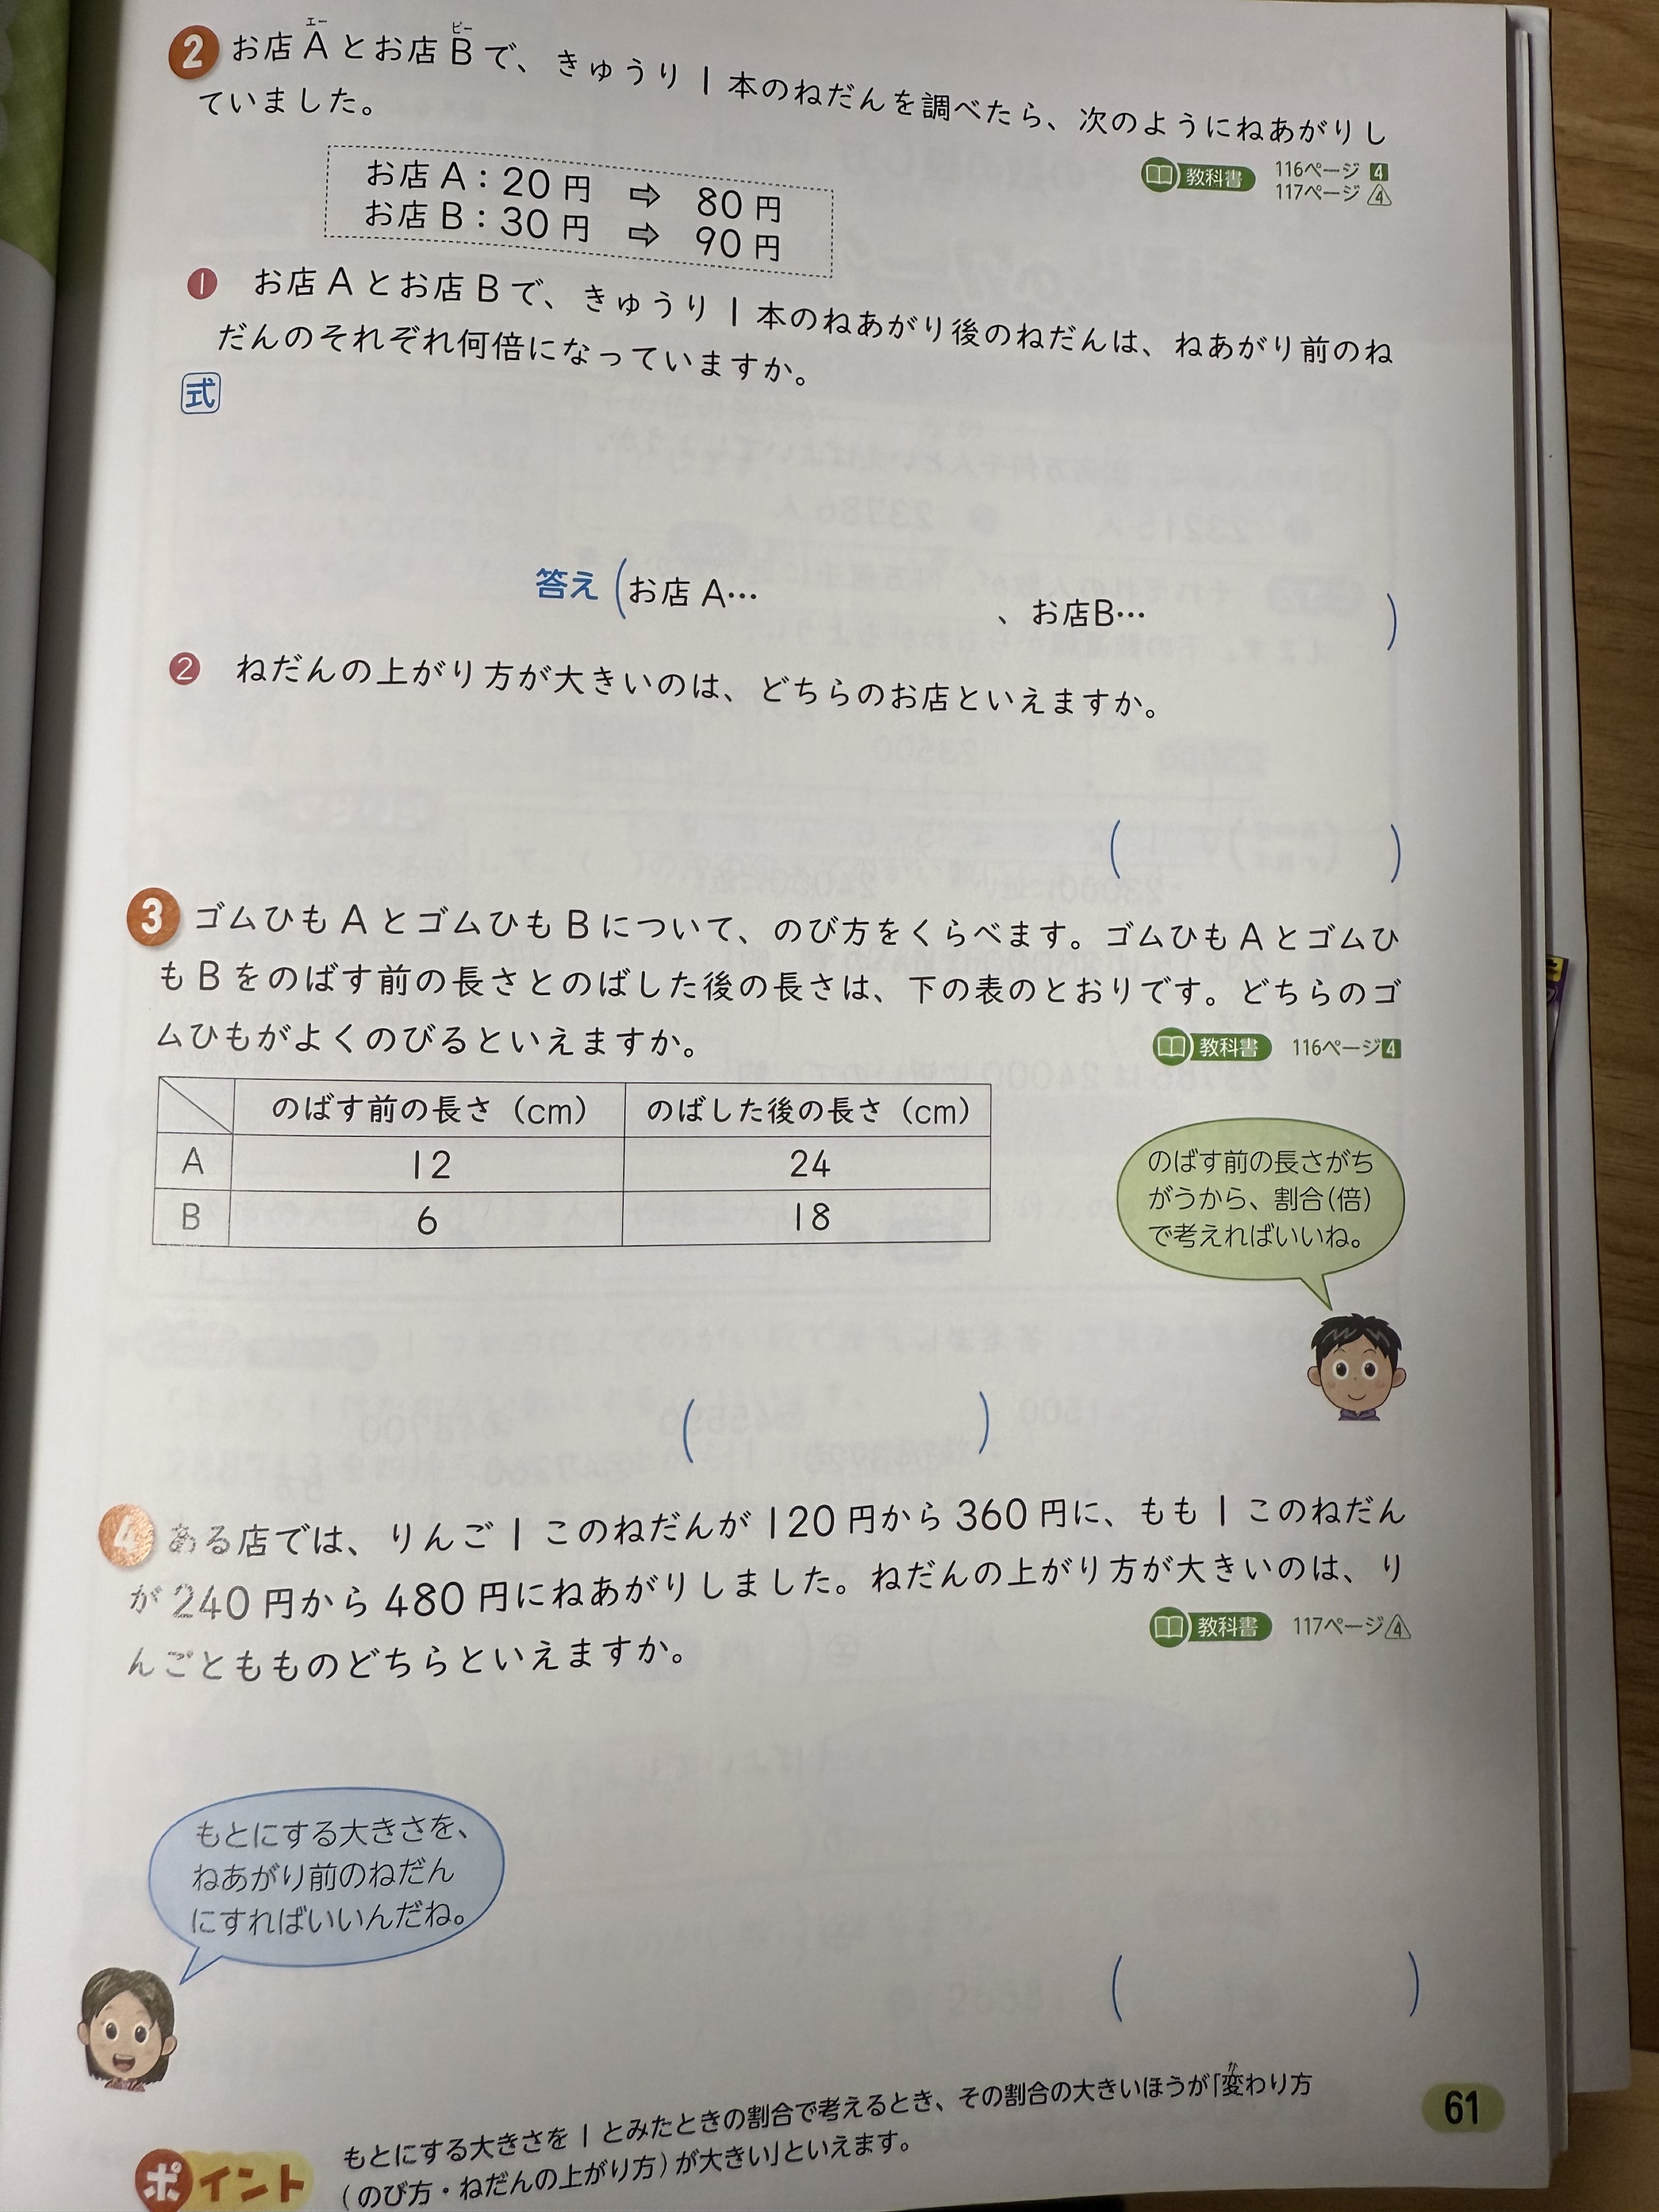 2 お店Aとお店Bで、きゅうり1本のねだんを調べたら、次のようにねあがりし
エー ビー
ていました。
教科書 116ページ4
117ページ4
お店A：20円 ⇨ 80円
お店B：30円 ⇨ 90円
1 お店Aとお店Bで、きゅうり1本のねあがり後のねだんは、ねあがり前のね
だんのそれぞれ何倍になっていますか。
式
答え（お店A… 、お店B… ）
2 ねだんの上がり方が大きいのは、どちらのお店といえますか。
（ ）
3 ゴムひもAとゴムひもBについて、のび方をくらべます。ゴムひもAとゴムひ
もBをのばす前の長さとのばした後の長さは、下の表のとおりです。どちらのゴ
ムひもがよくのびるといえますか。
教科書 116ページ4
のばす前の長さ（cm） のばした後の長さ（cm）
A 12 24
B 6 18
のばす前の長さがち
がうから、割合(倍)
で考えればいいね。
（ ）
4 ある店では、りんご1このねだんが120円から360円に、もも1このねだん
が240円から480円にねあがりしました。ねだんの上がり方が大きいのは、り
んごとももののどちらといえますか。
教科書 117ページ4
もとにする大きさを、
ねあがり前のねだん
にすればいいんだね。
（ ）
ポイント
もとにする大きさを1とみたときの割合で考えるとき、その割合の大きいほうが「変わり方
か
(のび方・ねだんの上がり方)が大きい」といえます。
61